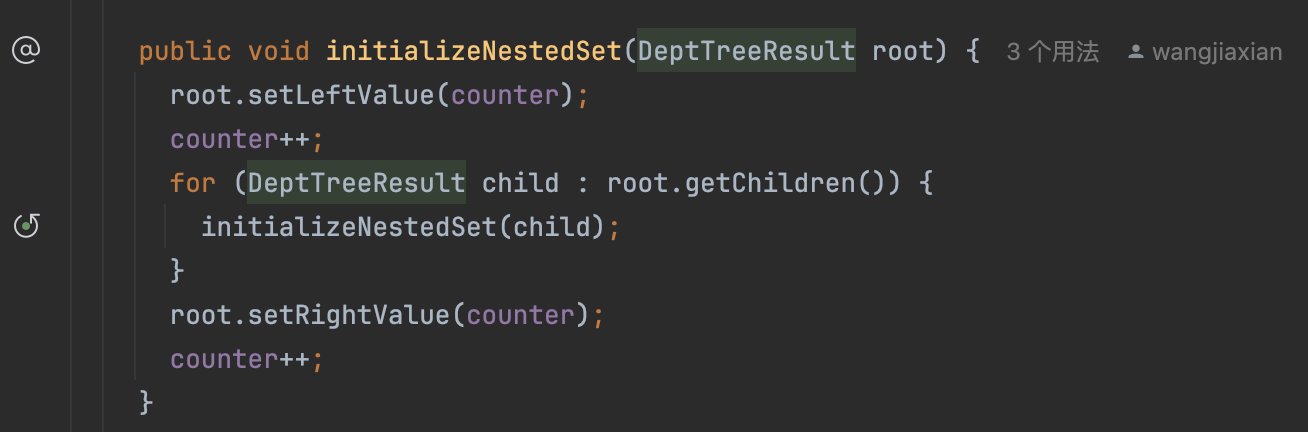 public void initializeNestedSet(DeptTreeResult root) { 3 个用法 wangjiaxian
root.setLeftValue(counter);
counter++;
for (DeptTreeResult child : root.getChildren()) {
initializeNestedSet(child);
}
root.setRightValue(counter);
counter++;
}